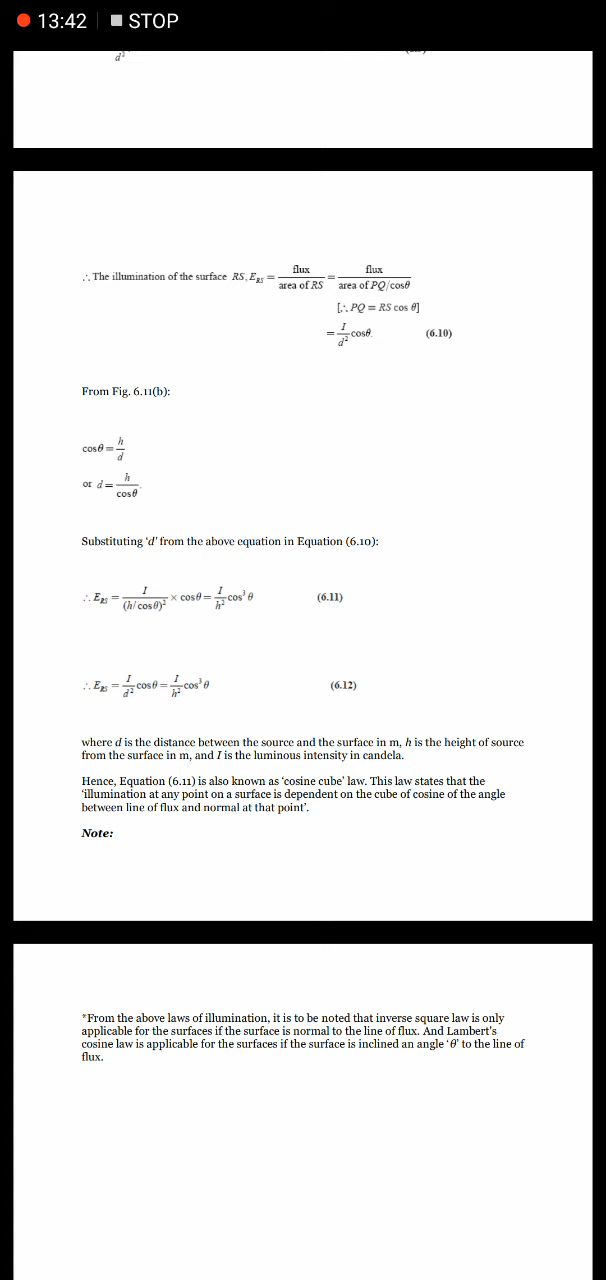 13:42 STOP
d²
∴ The illumination of the surface RS, E_RS = flux / area of RS = flux / area of PQ/cosθ
[∴ PQ = RS cos θ]
= I/d² cosθ. (6.10)
From Fig. 6.11(b):
cosθ = h/d
or d = h/cosθ.
Substituting 'd' from the above equation in Equation (6.10):
∴ E_RS = I/(h/cosθ)² × cosθ = I/h² cos³ θ (6.11)
∴ E_RS = I/d² cosθ = I/h² cos³ θ (6.12)
where d is the distance between the source and the surface in m, h is the height of source
from the surface in m, and I is the luminous intensity in candela.
Hence, Equation (6.11) is also known as 'cosine cube' law. This law states that the
'illumination at any point on a surface is dependent on the cube of cosine of the angle
between line of flux and normal at that point'.
Note:
*From the above laws of illumination, it is to be noted that inverse square law is only
applicable for the surfaces if the surface is normal to the line of flux. And Lambert's
cosine law is applicable for the surfaces if the surface is inclined an angle 'θ' to the line of
flux.